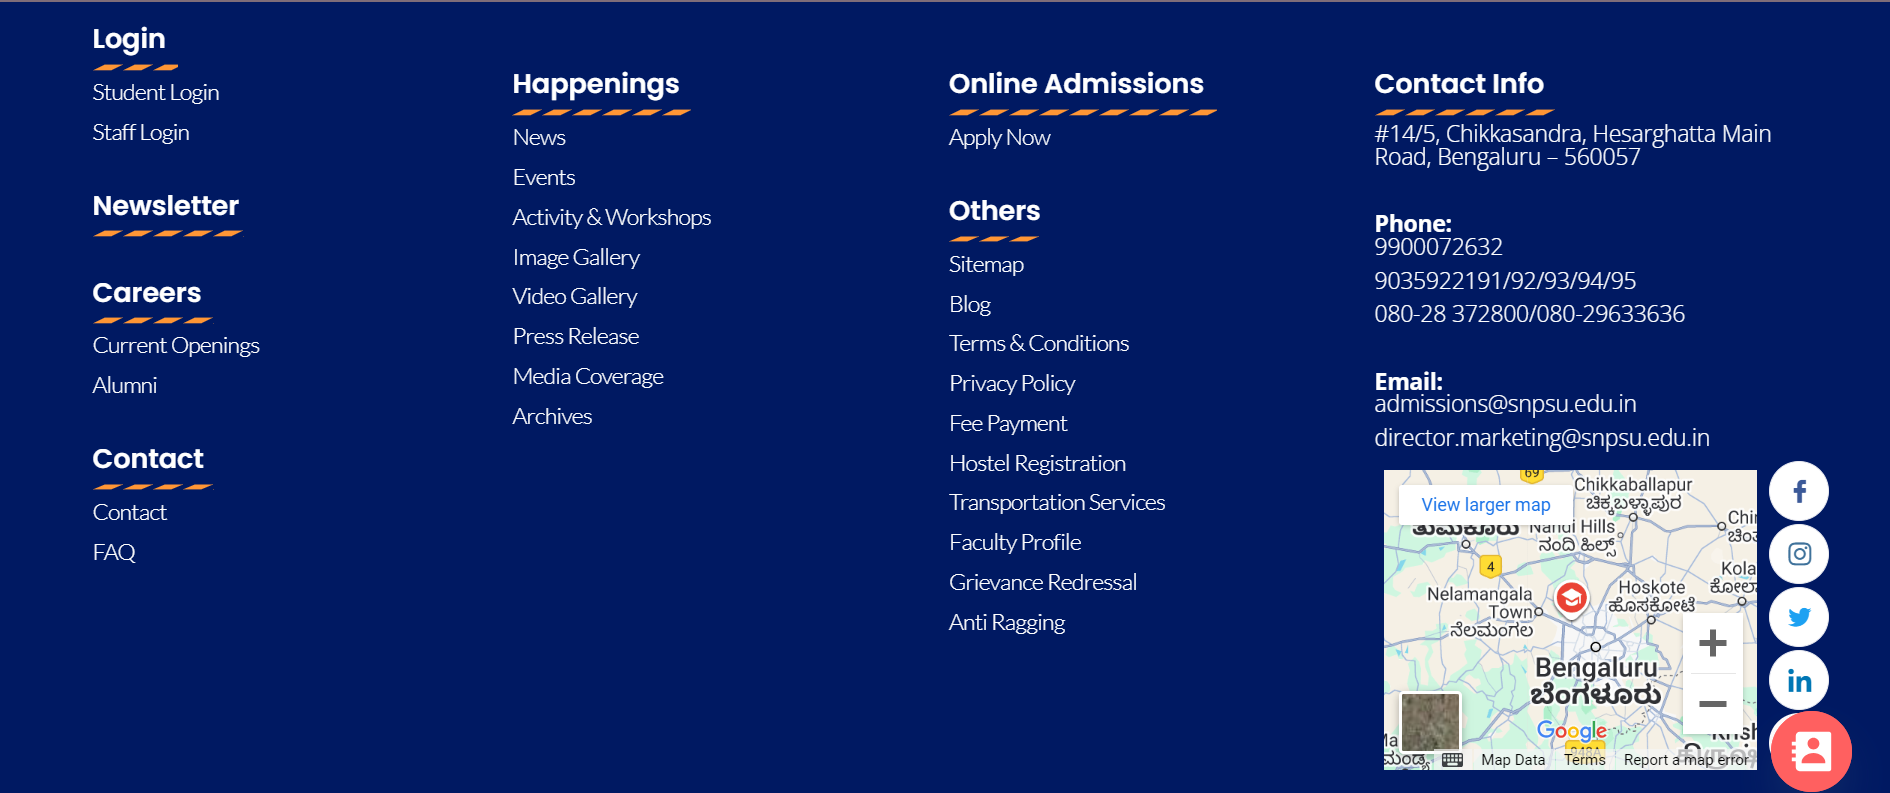 Login
Student Login
Staff Login
Newsletter
Careers
Current Openings
Alumni
Contact
Contact
FAQ
Happenings
News
Events
Activity & Workshops
Image Gallery
Video Gallery
Press Release
Media Coverage
Archives
Online Admissions
Apply Now
Others
Sitemap
Blog
Terms & Conditions
Privacy Policy
Fee Payment
Hostel Registration
Transportation Services
Faculty Profile
Grievance Redressal
Anti Ragging
Contact Info
#14/5, Chikkasandra, Hesarghatta Main
Road, Bengaluru – 560057
Phone:
9900072632
9035922191/92/93/94/95
080-28 372800/080-29633636
Email:
admissions@snpsu.edu.in
director.marketing@snpsu.edu.in
69
Chikkaballapur
ಚಿಕ್ಕಬಳ್ಳಾಪುರ
View larger map
ತುಮಕೂರು
Nandi Hills
ನಂದಿ ಹಿಲ್ಸ್
4
Nelamangala
Town
ನೆಲಮಂಗಲ
Hoskote
ಹೊಸಕೋಟೆ
Bengaluru
ಬೆಂಗಳೂರು
Google
948A
Map Data
Terms
Report a map error